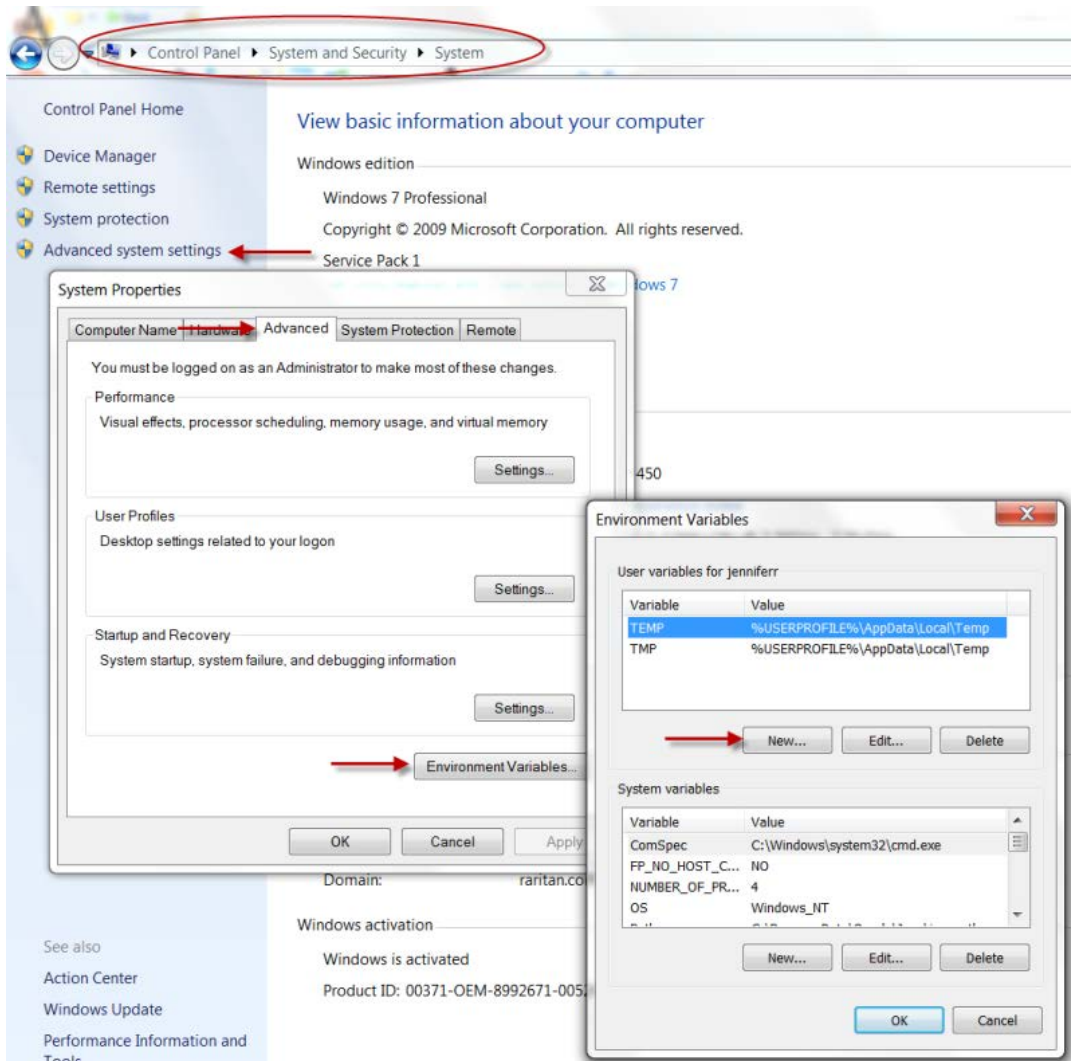 Control Panel ▸ System and Security ▸ System
Control Panel Home
Device Manager
Remote settings
System protection
Advanced system settings
View basic information about your computer
Windows edition
Windows 7 Professional
Copyright © 2009 Microsoft Corporation. All rights reserved.
Service Pack 1
dows 7
System Properties
Computer Name Hardware Advanced System Protection Remote
You must be logged on as an Administrator to make most of these changes.
Performance
Visual effects, processor scheduling, memory usage, and virtual memory
Settings...
User Profiles
Desktop settings related to your logon
Settings...
Startup and Recovery
System startup, system failure, and debugging information
Settings...
Environment Variables...
OK Cancel Apply
450
Environment Variables
User variables for jenniferr
Variable Value
TEMP %USERPROFILE%\AppData\Local\Temp
TMP %USERPROFILE%\AppData\Local\Temp
New... Edit... Delete
System variables
Variable Value
ComSpec C:\Windows\system32\cmd.exe
FP_NO_HOST_C... NO
NUMBER_OF_PR... 4
OS Windows_NT
New... Edit... Delete
OK Cancel
Domain: raritan.co
Windows activation
Windows is activated
Product ID: 00371-OEM-8992671-005
See also
Action Center
Windows Update
Performance Information and
Tools